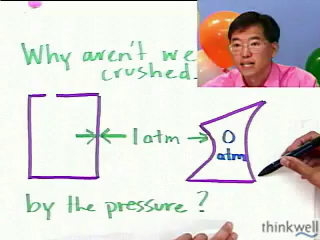 Why aren't we
crushed
1 atm
0
atm
by the pressure?
thinkwell